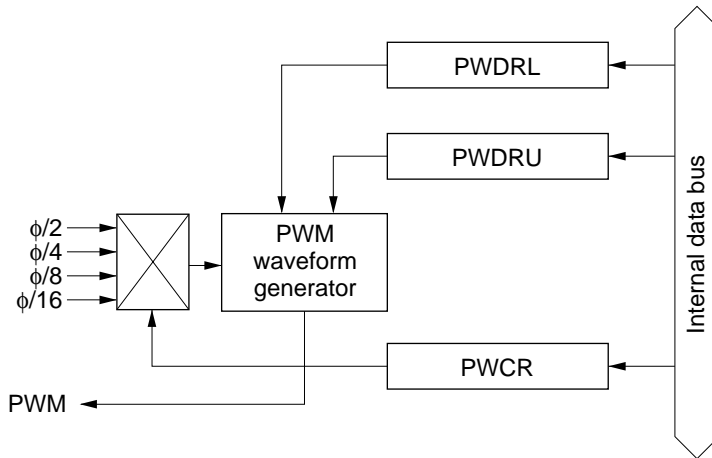 PWDRL
PWDRU
ϕ/2
ϕ/4
ϕ/8
ϕ/16
PWM
waveform
generator
PWCR
PWM
Internal data bus